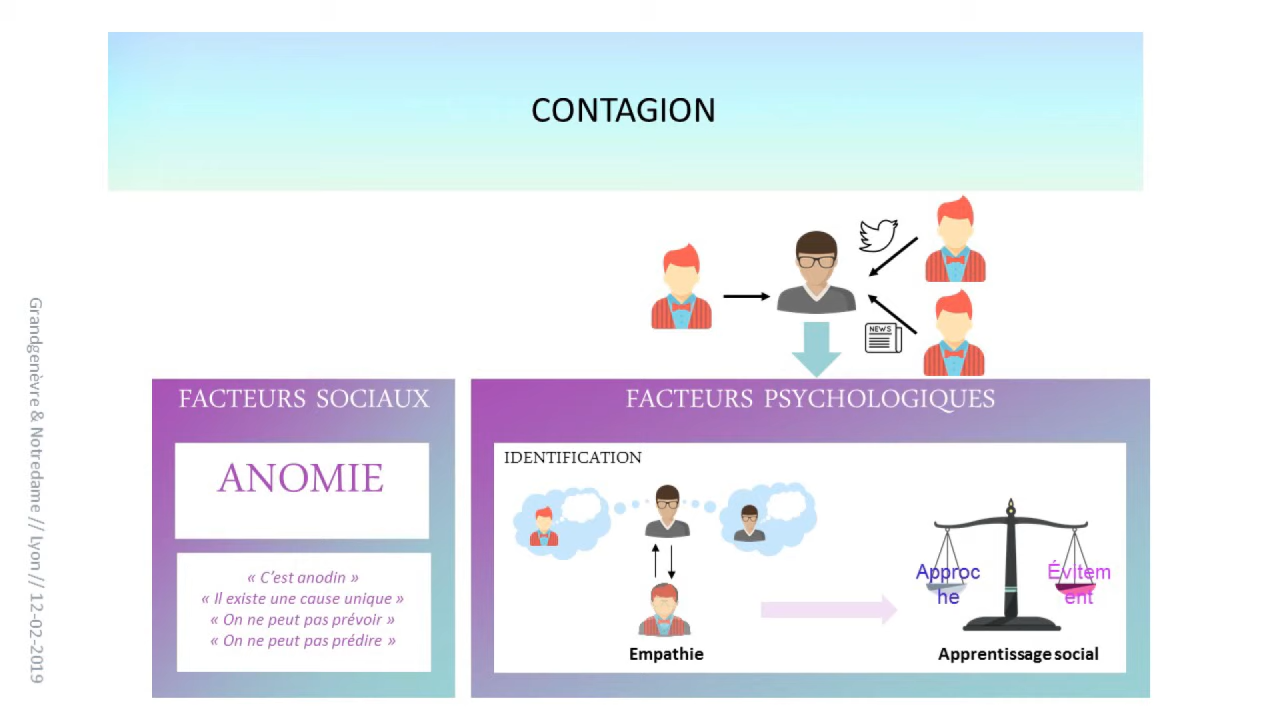 CONTAGION
NEWS
Grandgenèvre & Notredame // Lyon // 12-02-2019
FACTEURS SOCIAUX
ANOMIE
« C'est anodin »
« Il existe une cause unique »
« On ne peut pas prévoir »
« On ne peut pas prédire »
FACTEURS PSYCHOLOGIQUES
IDENTIFICATION
Empathie
Approc
he
Évitem
ent
Apprentissage social